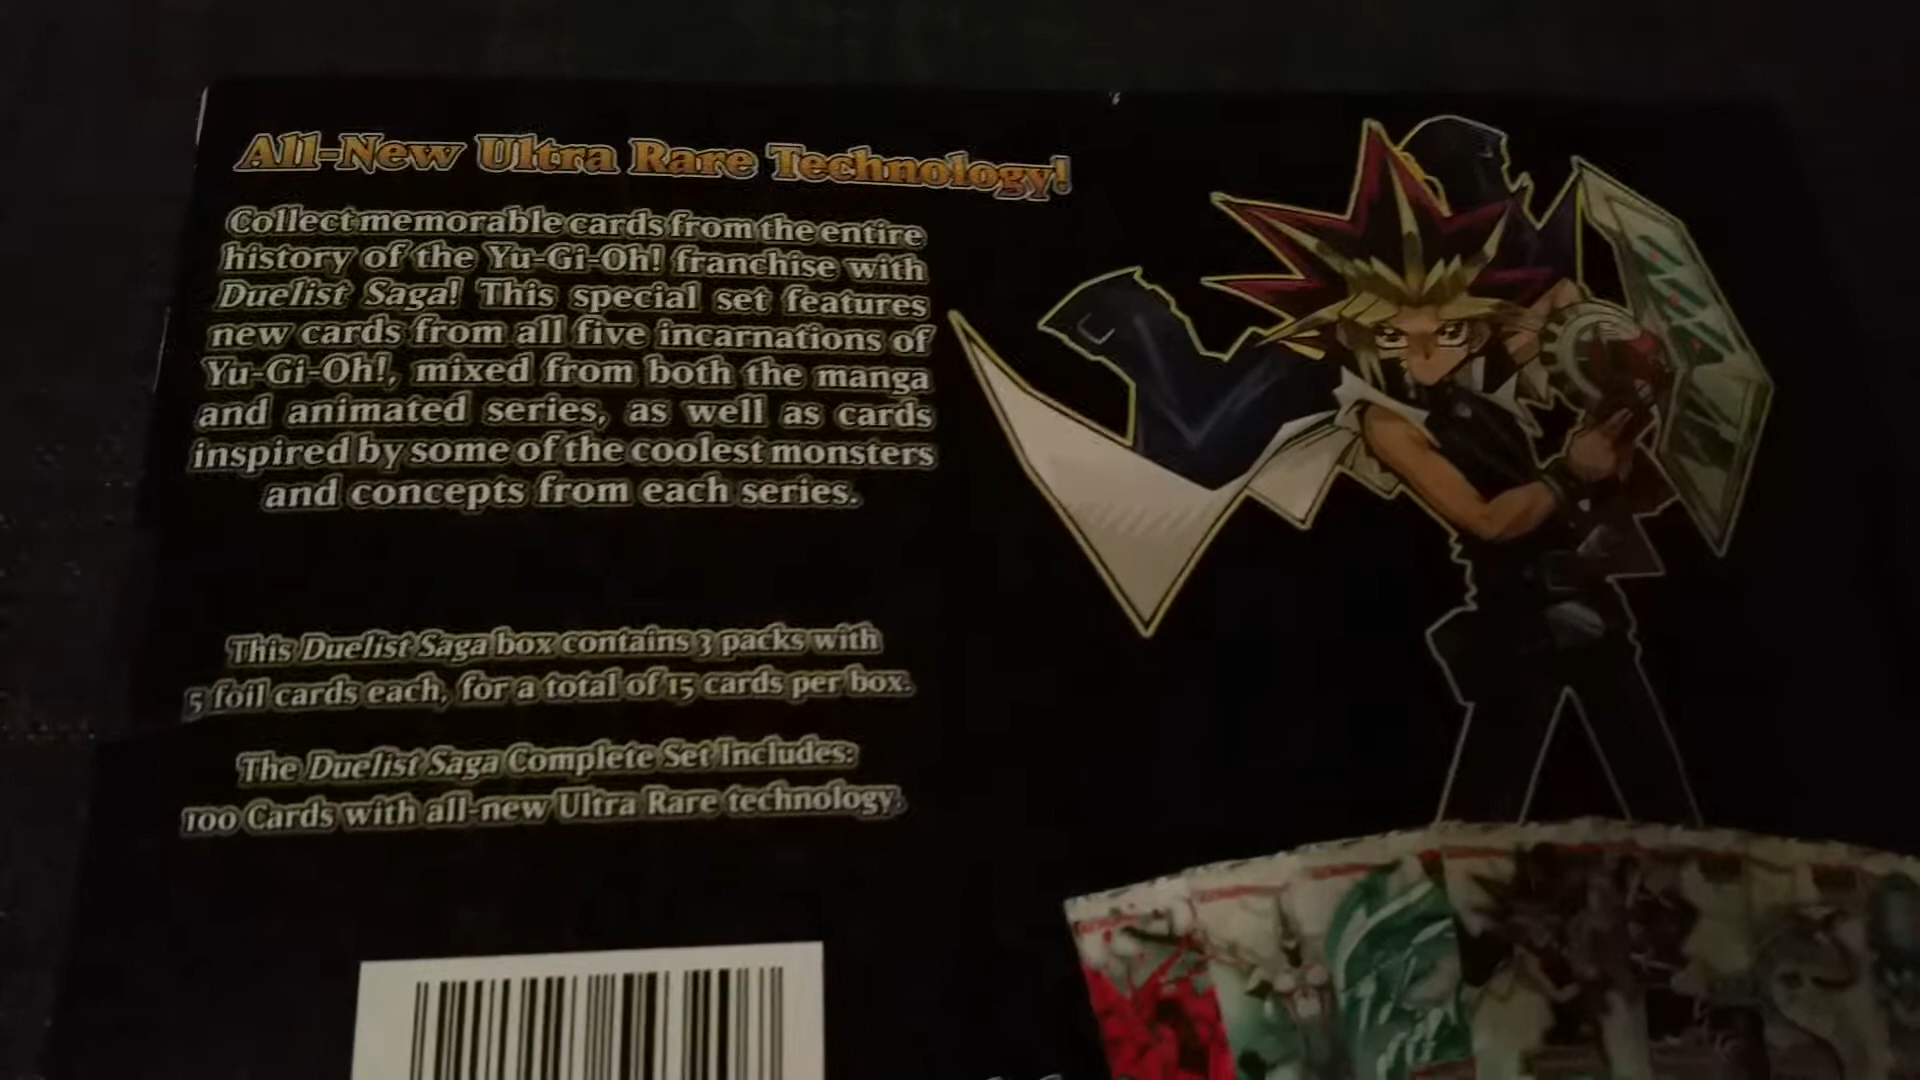 All-New Ultra Rare Technology!
Collect memorable cards from the entire
history of the Yu-Gi-Oh! franchise with
Duelist Saga! This special set features
new cards from all five incarnations of
Yu-Gi-Oh!, mixed from both the manga
and animated series, as well as cards
inspired by some of the coolest monsters
and concepts from each series.
This Duelist Saga box contains 3 packs with
5 foil cards each, for a total of 15 cards per box.
The Duelist Saga Complete Set Includes:
100 Cards with all-new Ultra Rare technology.